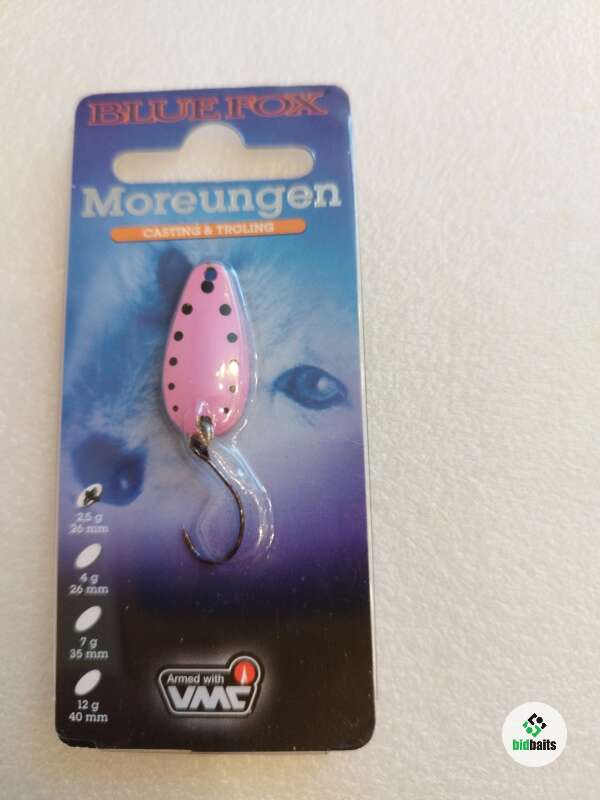 BLUE FOX
Moreungen
CASTING & TROLING
2,5 g
26 mm
4 g
26 mm
7 g
35 mm
12 g
40 mm
Armed with
VMC
bidbaits